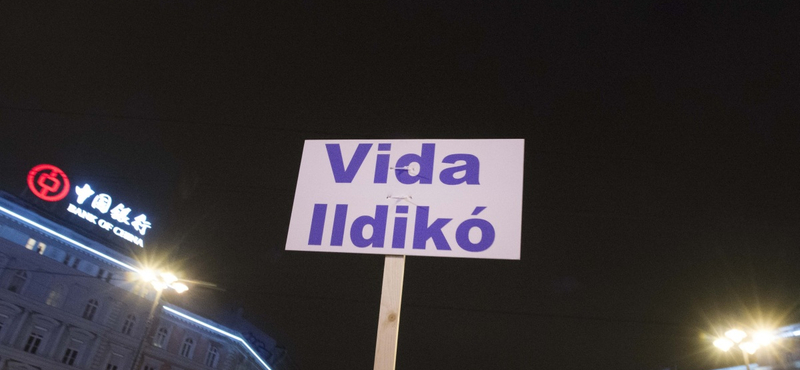 中国银行
BANK OF CHINA
Vida
Ildikó